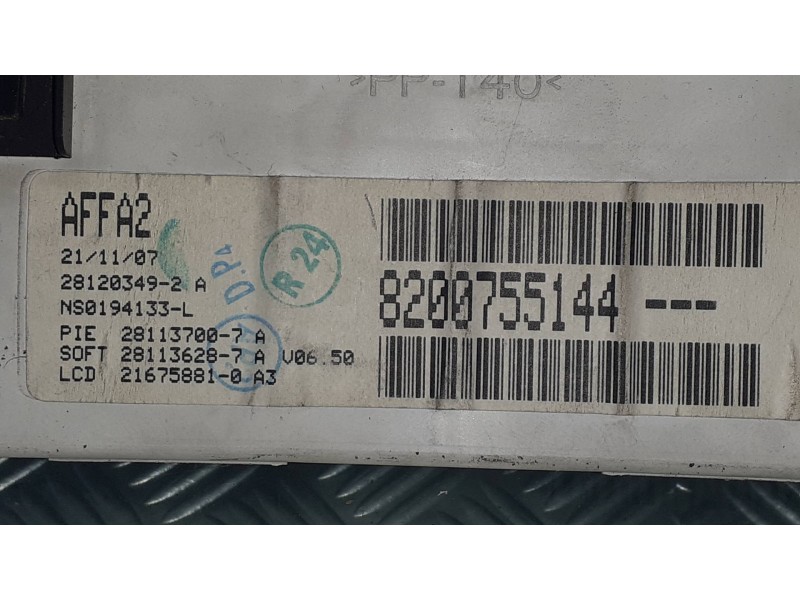 >PP-T40<
AFFA2
21/11/07
28120349-2 A
NS0194133-L
PIE 28113700-7 A
SOFT 28113628-7 A V06.50
LCD 21675881-0 A3
D.P4
R 24
8200755144 ---